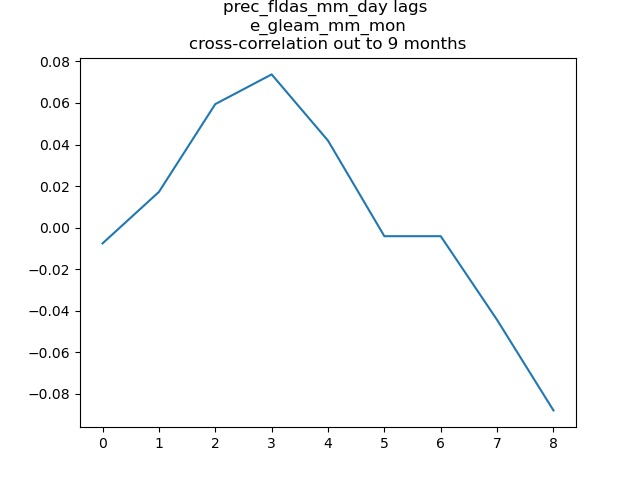 prec_fldas_mm_day lags
e_gleam_mm_mon
cross-correlation out to 9 months
0.08
0.06
0.04
0.02
0.00
−0.02
−0.04
−0.06
−0.08
0 1 2 3 4 5 6 7 8